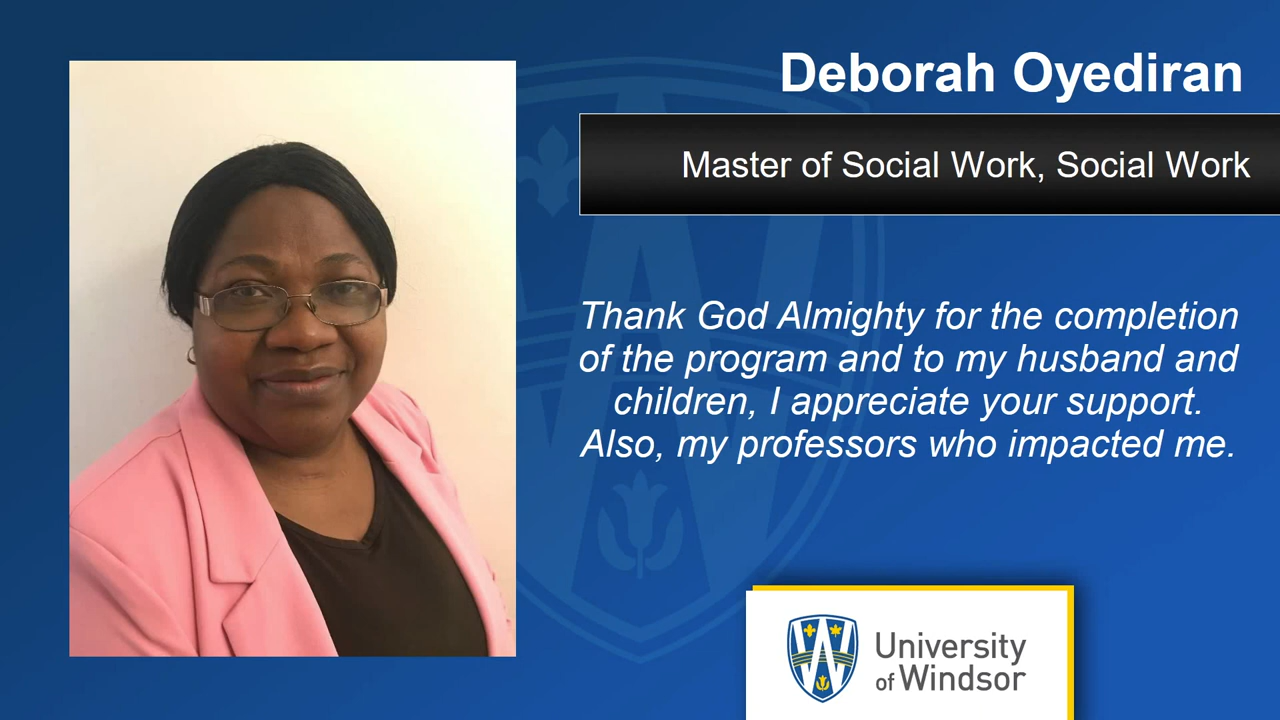 Deborah Oyediran
Master of Social Work, Social Work
Thank God Almighty for the completion
of the program and to my husband and
children, I appreciate your support.
Also, my professors who impacted me.
University
of Windsor